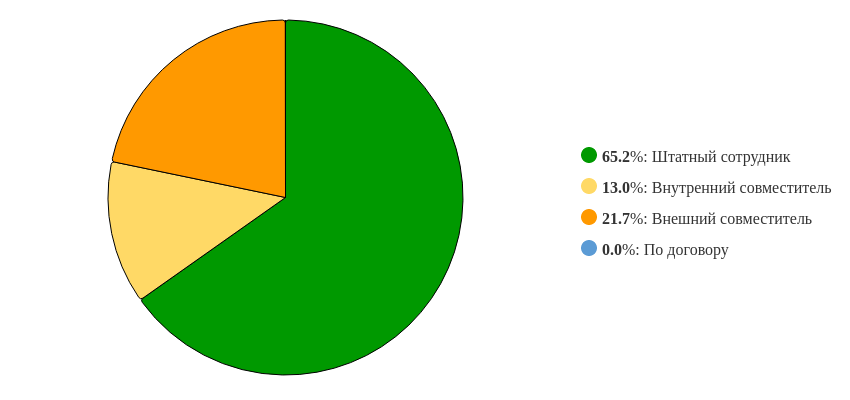 65.2%: Штатный сотрудник
13.0%: Внутренний совместитель
21.7%: Внешний совместитель
0.0%: По договору